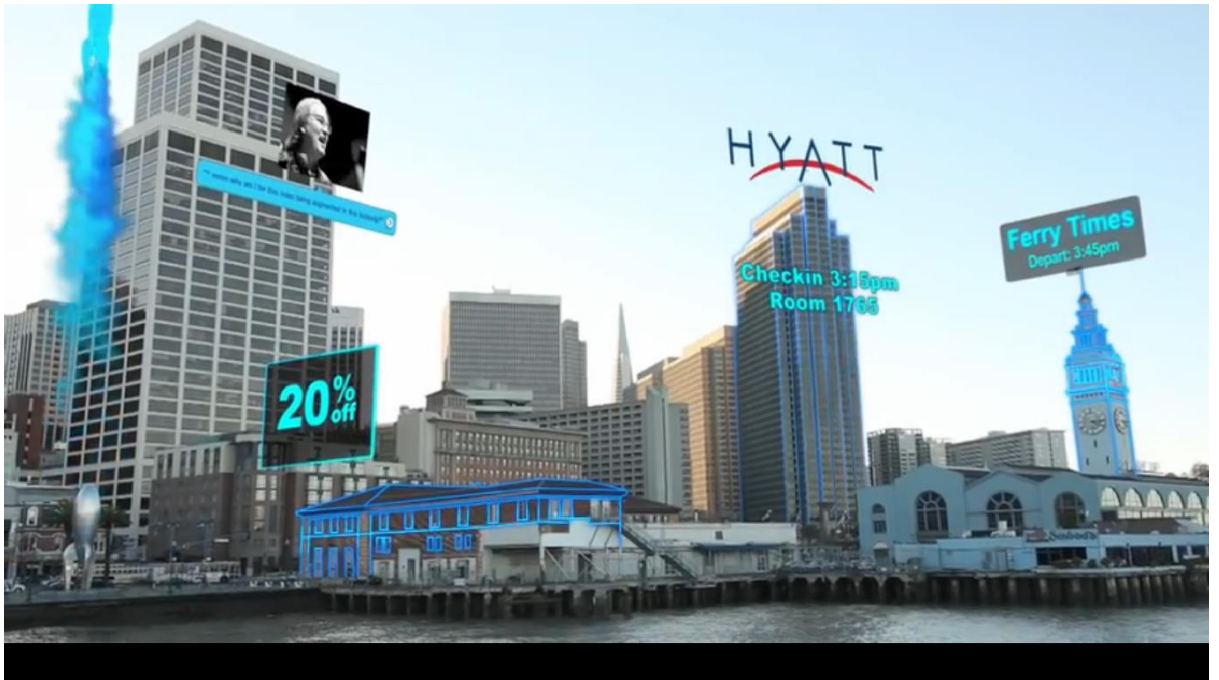 HYATT
Checkin 3:15pm
Room 1765
Ferry Times
Depart: 3:45pm
20% off